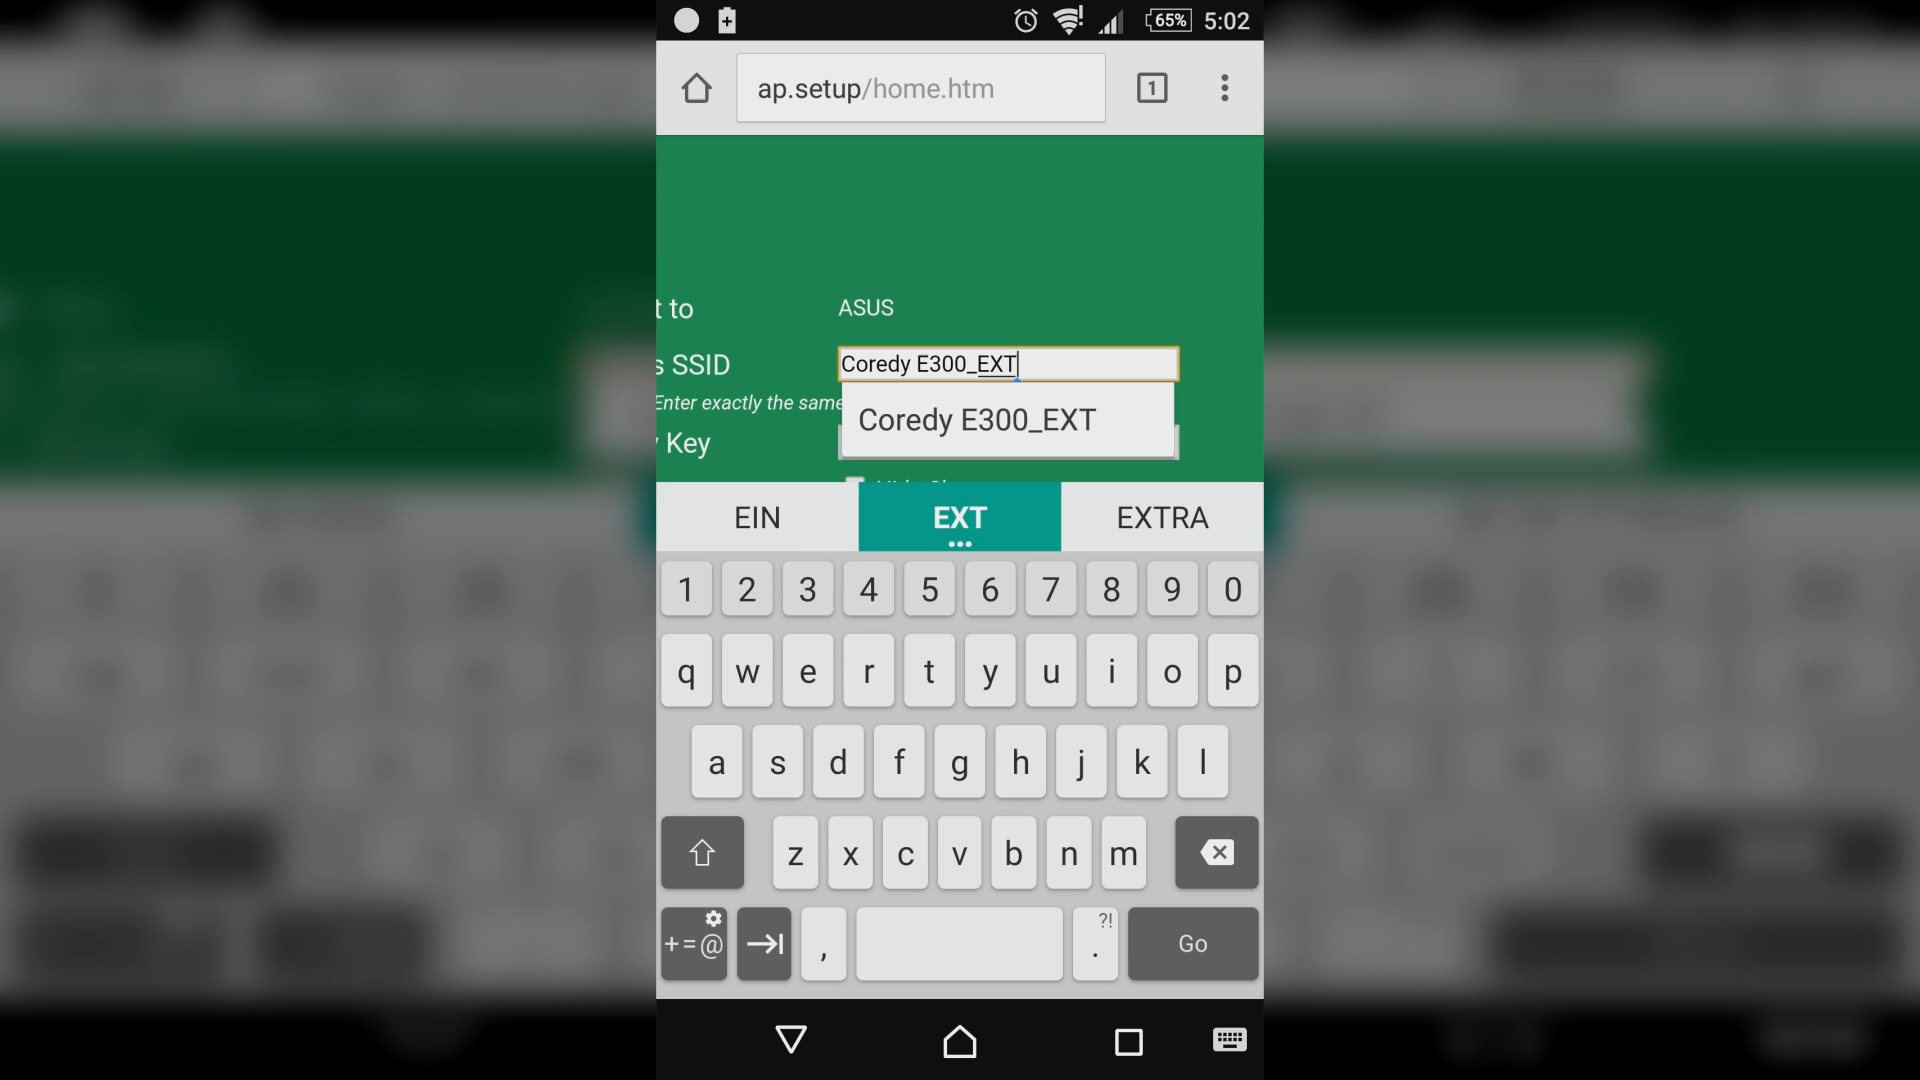 65% 5:02
ap.setup/home.htm 1
t to ASUS
s SSID Coredy E300_EXT
Enter exactly the same
Coredy E300_EXT
Key
EIN EXT EXTRA
1 2 3 4 5 6 7 8 9 0
q w e r t y u i o p
a s d f g h j k l
z x c v b n m
+=@ , ?! . Go